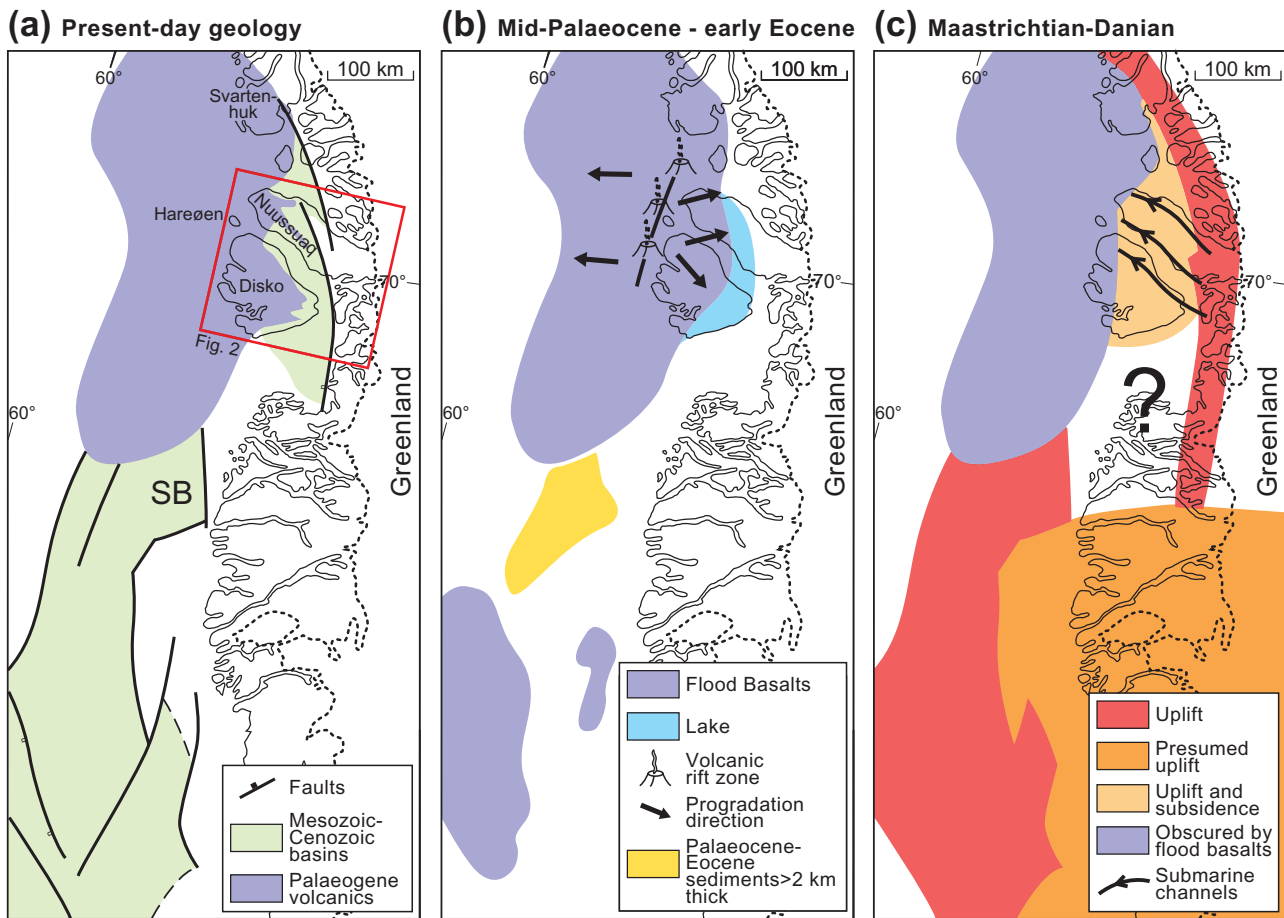 (a) Present-day geology
60°
100 km
Svarten-
huk
Hareøen
Nuussuaq
Disko
70°
Fig. 2
60°
Greenland
SB
Faults
Mesozoic-
Cenozoic
basins
Palaeogene
volcanics
(b) Mid-Palaeocene - early Eocene
60°
100 km
70°
60°
Greenland
Flood Basalts
Lake
Volcanic
rift zone
Progradation
direction
Palaeocene-
Eocene
sediments>2 km
thick
(c) Maastrichtian-Danian
60°
100 km
70°
60°
?
Greenland
Uplift
Presumed
uplift
Uplift and
subsidence
Obscured by
flood basalts
Submarine
channels